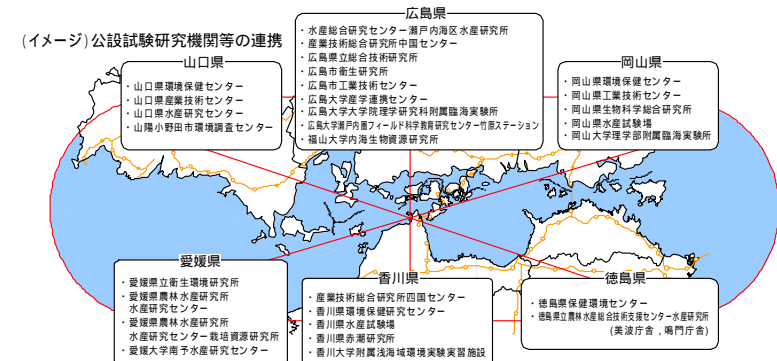 (イメージ)公設試験研究機関等の連携
山口県
・山口県環境保健センター
・山口県産業技術センター
・山口県水産研究センター
・山陽小野田市環境調査センター
広島県
・水産総合研究センター瀬戸内海区水産研究所
・産業技術総合研究所中国センター
・広島県立総合技術研究所
・広島市衛生研究所
・広島市工業技術センター
・広島大学産学連携センター
・広島大学大学院理学研究科附属臨海実験所
・広島大学瀬戸内圏フィールド科学教育研究センター竹原ステーション
・福山大学内海生物資源研究所
岡山県
・岡山県環境保健センター
・岡山県工業技術センター
・岡山県生物科学総合研究所
・岡山県水産試験場
・岡山大学理学部附属臨海実験所
愛媛県
・愛媛県立衛生環境研究所
・愛媛県農林水産研究所
水産研究センター
・愛媛県農林水産研究所
水産研究センター栽培資源研究所
・愛媛大学南予水産研究センター
香川県
・産業技術総合研究所四国センター
・香川県環境保健研究センター
・香川県水産試験場
・香川県赤潮研究所
・香川大学附属浅海域環境実験実習施設
徳島県
・徳島県保健環境センター
・徳島県立農林水産総合技術支援センター水産研究所
(美波庁舎，鳴門庁舎)